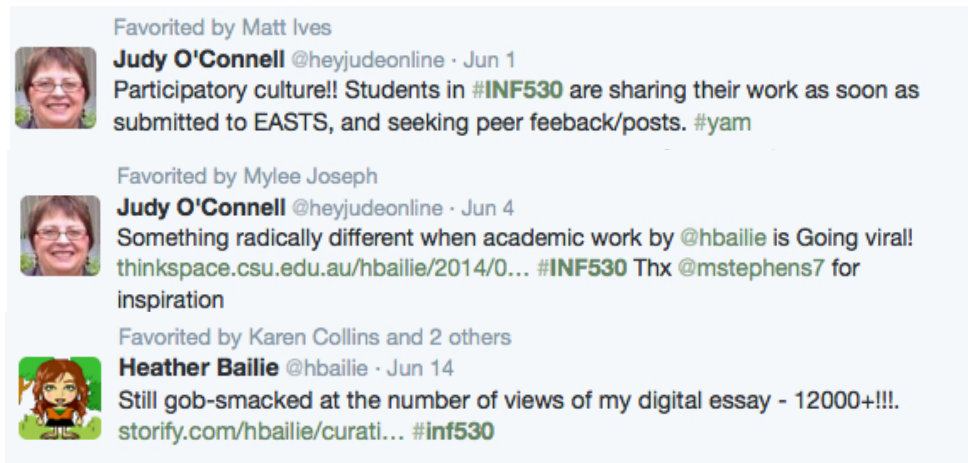 Favorited by Matt Ives
Judy O'Connell @heyjudeonline · Jun 1
Participatory culture!! Students in #INF530 are sharing their work as soon as
submitted to EASTS, and seeking peer feeback/posts. #yam
Favorited by Mylee Joseph
Judy O'Connell @heyjudeonline · Jun 4
Something radically different when academic work by @hbailie is Going viral!
thinkspace.csu.edu.au/hbailie/2014/0... #INF530 Thx @mstephens7 for
inspiration
Favorited by Karen Collins and 2 others
Heather Bailie @hbailie · Jun 14
Still gob-smacked at the number of views of my digital essay - 12000+!!!.
storify.com/hbailie/curati... #inf530